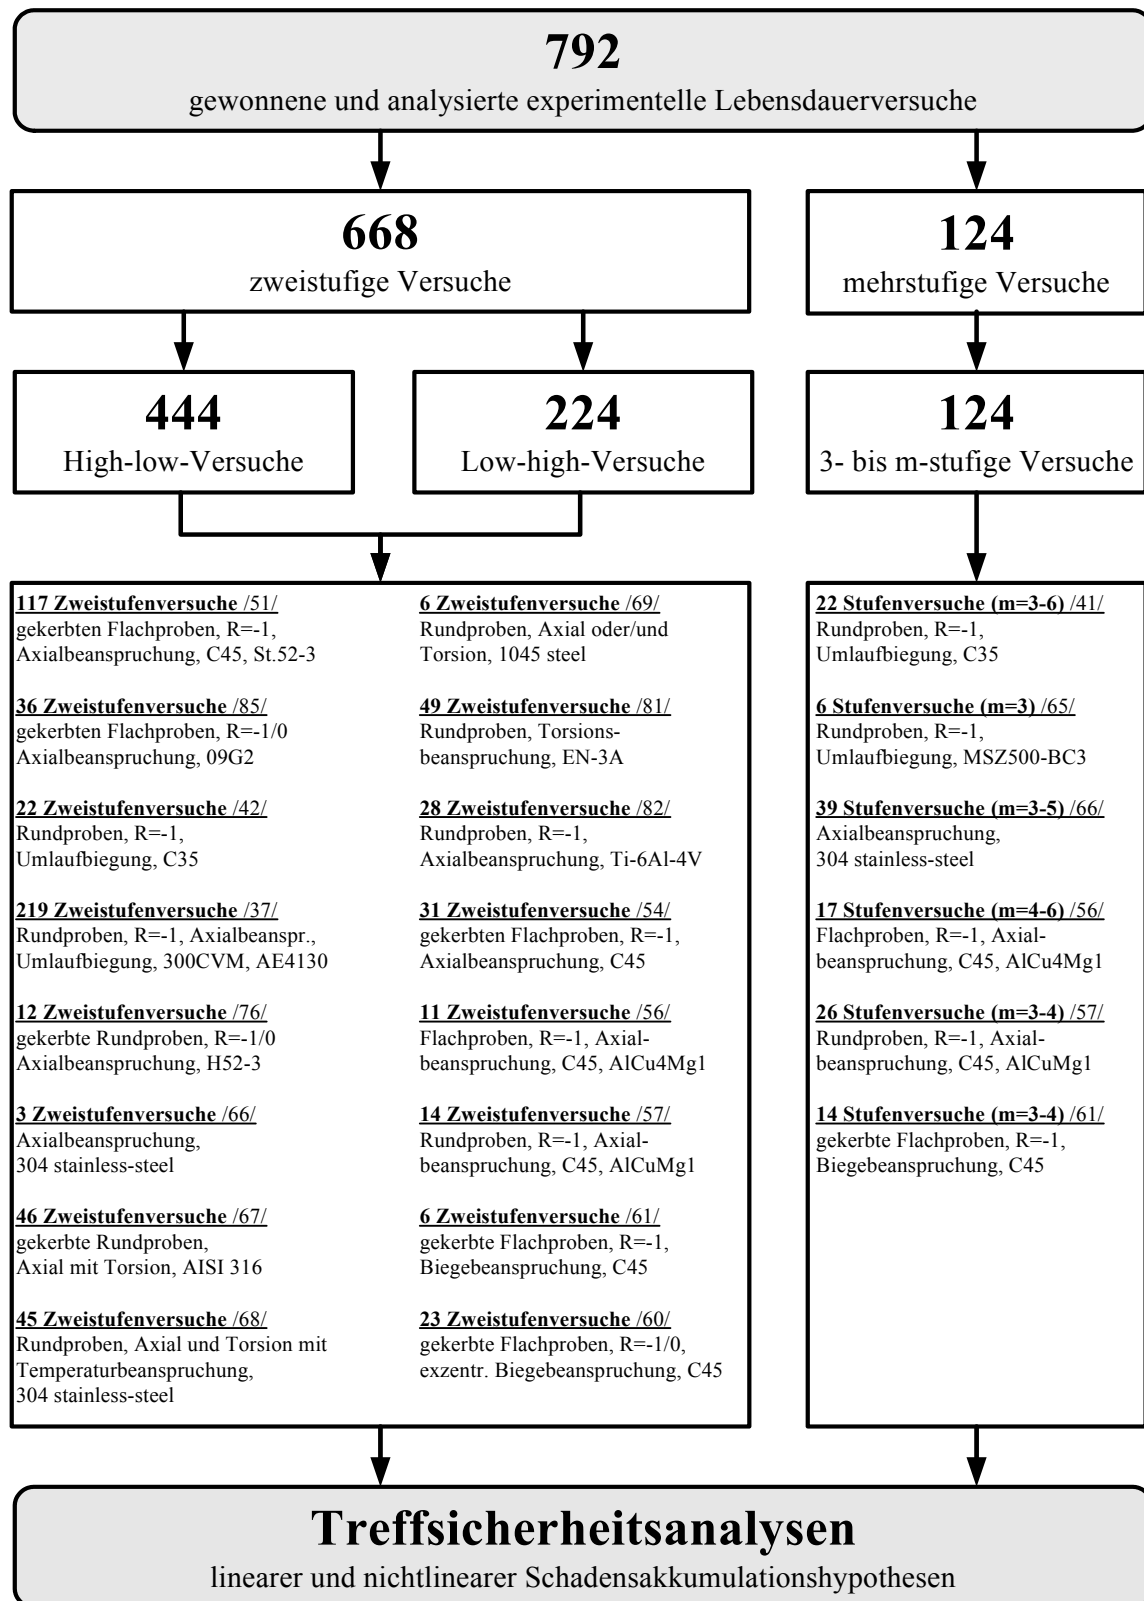 792
gewonnene und analysierte experimentelle Lebensdauerversuche
668
zweistufige Versuche
124
mehrstufige Versuche
444
High-low-Versuche
224
Low-high-Versuche
124
3- bis m-stufige Versuche
117 Zweistufenversuche /51/
gekerbten Flachproben, R=-1,
Axialbeanspruchung, C45, St.52-3
36 Zweistufenversuche /85/
gekerbten Flachproben, R=-1/0
Axialbeanspruchung, 09G2
22 Zweistufenversuche /42/
Rundproben, R=-1,
Umlaufbiegung, C35
219 Zweistufenversuche /37/
Rundproben, R=-1, Axialbeanspr.,
Umlaufbiegung, 300CVM, AE4130
12 Zweistufenversuche /76/
gekerbte Rundproben, R=-1/0
Axialbeanspruchung, H52-3
3 Zweistufenversuche /66/
Axialbeanspruchung,
304 stainless-steel
46 Zweistufenversuche /67/
gekerbte Rundproben,
Axial mit Torsion, AISI 316
45 Zweistufenversuche /68/
Rundproben, Axial und Torsion mit
Temperaturbeanspruchung,
304 stainless-steel
6 Zweistufenversuche /69/
Rundproben, Axial oder/und
Torsion, 1045 steel
49 Zweistufenversuche /81/
Rundproben, Torsions-
beanspruchung, EN-3A
28 Zweistufenversuche /82/
Rundproben, R=-1,
Axialbeanspruchung, Ti-6Al-4V
31 Zweistufenversuche /54/
gekerbten Flachproben, R=-1,
Axialbeanspruchung, C45
11 Zweistufenversuche /56/
Flachproben, R=-1, Axial-
beanspruchung, C45, AlCu4Mg1
14 Zweistufenversuche /57/
Rundproben, R=-1, Axial-
beanspruchung, C45, AlCuMg1
6 Zweistufenversuche /61/
gekerbte Flachproben, R=-1,
Biegebeanspruchung, C45
23 Zweistufenversuche /60/
gekerbte Flachproben, R=-1/0,
exzentr. Biegebeanspruchung, C45
22 Stufenversuche (m=3-6) /41/
Rundproben, R=-1,
Umlaufbiegung, C35
6 Stufenversuche (m=3) /65/
Rundproben, R=-1,
Umlaufbiegung, MSZ500-BC3
39 Stufenversuche (m=3-5) /66/
Axialbeanspruchung,
304 stainless-steel
17 Stufenversuche (m=4-6) /56/
Flachproben, R=-1, Axial-
beanspruchung, C45, AlCu4Mg1
26 Stufenversuche (m=3-4) /57/
Rundproben, R=-1, Axial-
beanspruchung, C45, AlCuMg1
14 Stufenversuche (m=3-4) /61/
gekerbte Flachproben, R=-1,
Biegebeanspruchung, C45
Treffsicherheitsanalysen
linearer und nichtlinearer Schadensakkumulationshypothesen